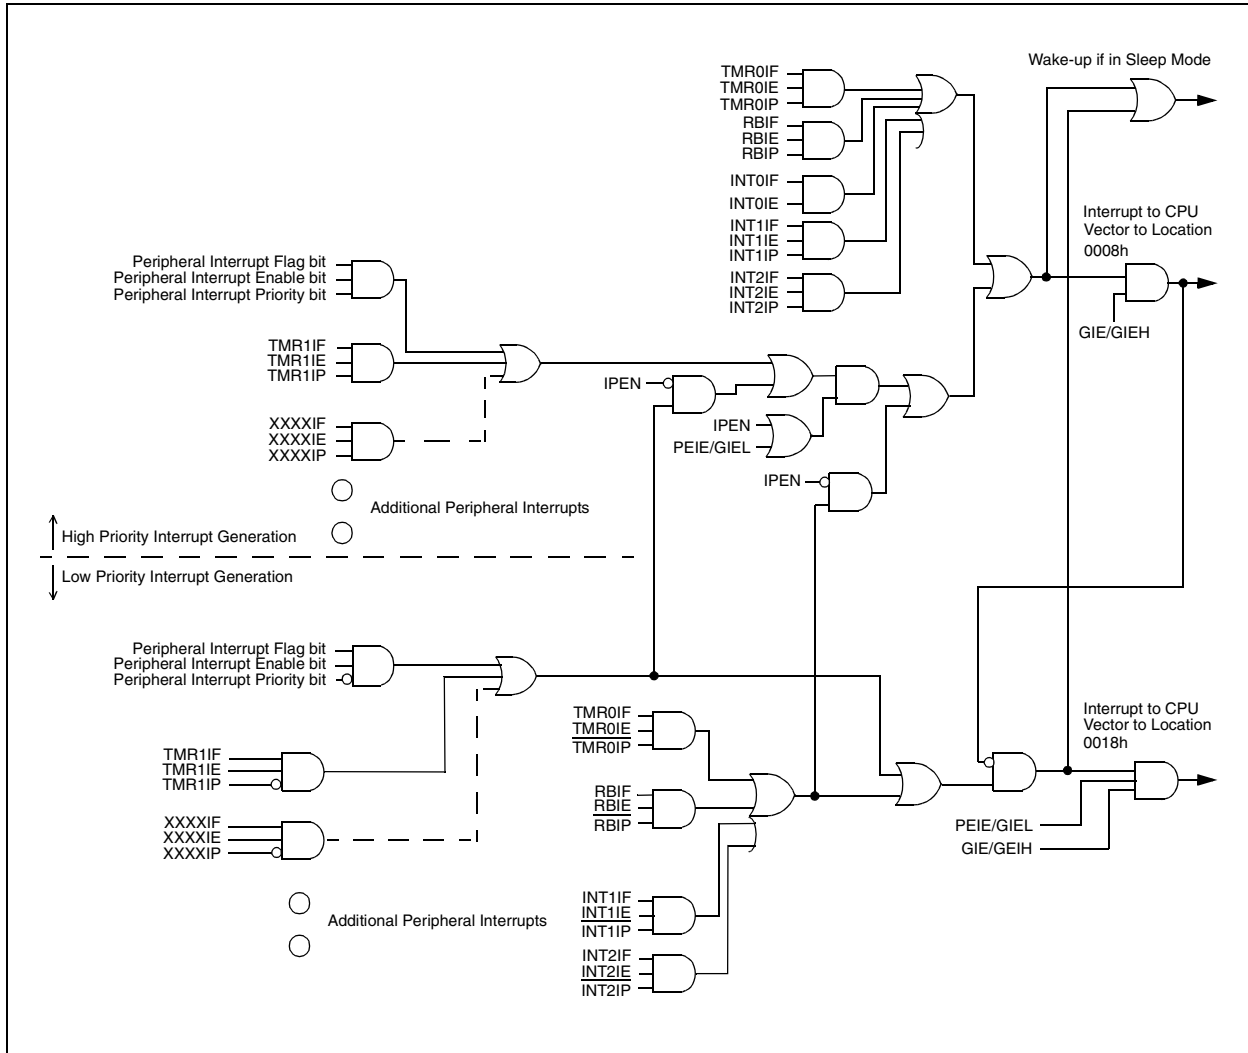 Wake-up if in Sleep Mode
TMR0IF
TMR0IE
TMR0IP
RBIF
RBIE
RBIP
INT0IF
INT0IE
INT1IF
INT1IE
INT1IP
INT2IF
INT2IE
INT2IP
Interrupt to CPU
Vector to Location
0008h
GIE/GIEH
Peripheral Interrupt Flag bit
Peripheral Interrupt Enable bit
Peripheral Interrupt Priority bit
TMR1IF
TMR1IE
TMR1IP
XXXXIF
XXXXIE
XXXXIP
IPEN
IPEN
PEIE/GIEL
IPEN
Additional Peripheral Interrupts
High Priority Interrupt Generation
Low Priority Interrupt Generation
Peripheral Interrupt Flag bit
Peripheral Interrupt Enable bit
Peripheral Interrupt Priority bit
TMR1IF
TMR1IE
TMR1IP
XXXXIF
XXXXIE
XXXXIP
Additional Peripheral Interrupts
TMR0IF
TMR0IE
TMR0IP
RBIF
RBIE
RBIP
INT1IF
INT1IE
INT1IP
INT2IF
INT2IE
INT2IP
Interrupt to CPU
Vector to Location
0018h
PEIE/GIEL
GIE/GEIH